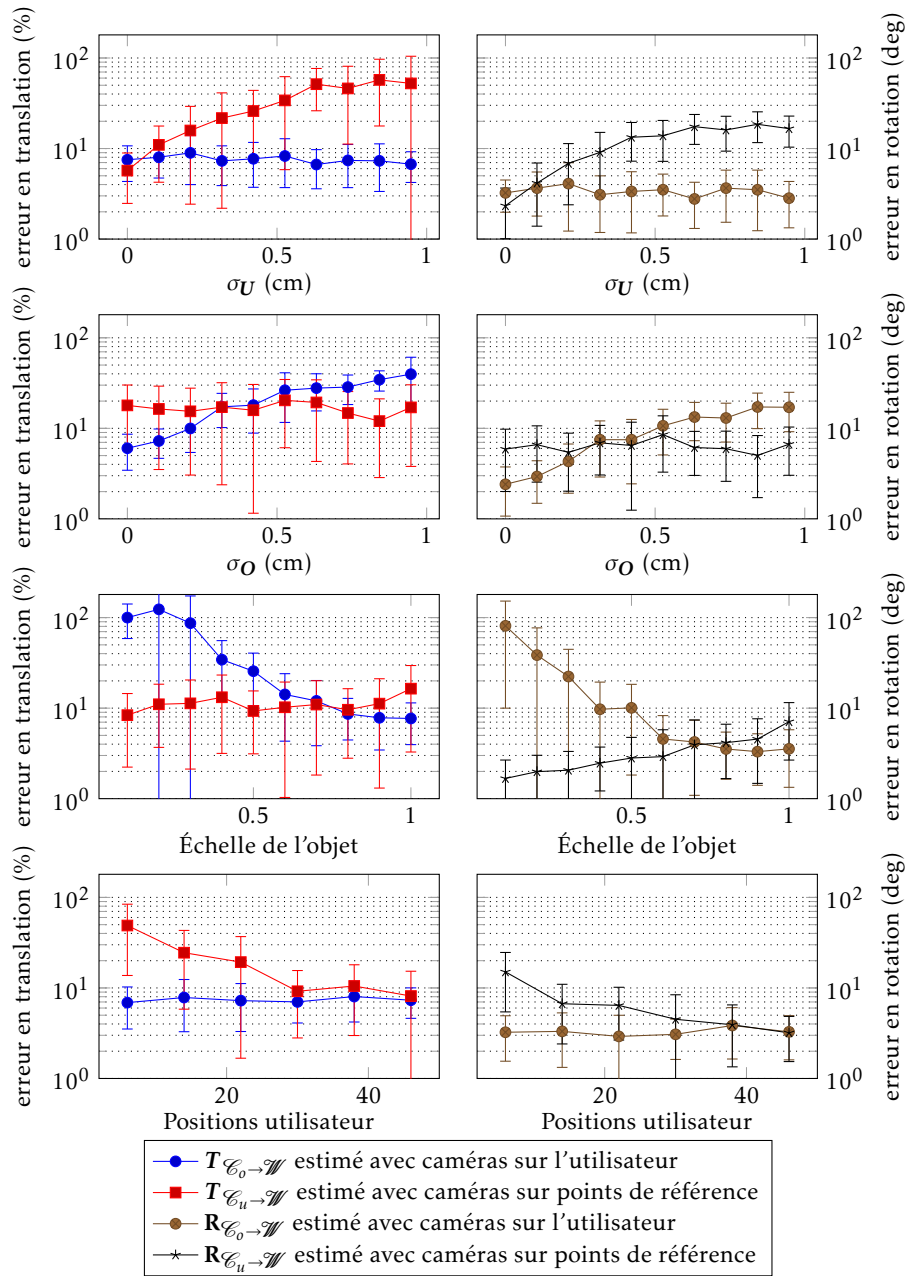 erreur en translation (%)
10^2
10^1
10^0
0 0.5 1
σ_U (cm)
10^2
10^1
10^0
erreur en rotation (deg)
0 0.5 1
σ_U (cm)
erreur en translation (%)
10^2
10^1
10^0
0 0.5 1
σ_O (cm)
10^2
10^1
10^0
erreur en rotation (deg)
0 0.5 1
σ_O (cm)
erreur en translation (%)
10^2
10^1
10^0
0.5 1
Échelle de l'objet
10^2
10^1
10^0
erreur en rotation (deg)
0.5 1
Échelle de l'objet
erreur en translation (%)
10^2
10^1
10^0
20 40
Positions utilisateur
10^2
10^1
10^0
erreur en rotation (deg)
20 40
Positions utilisateur
T_{𝒞_o→𝒲} estimé avec caméras sur l'utilisateur
T_{𝒞_u→𝒲} estimé avec caméras sur points de référence
R_{𝒞_o→𝒲} estimé avec caméras sur l'utilisateur
R_{𝒞_u→𝒲} estimé avec caméras sur points de référence